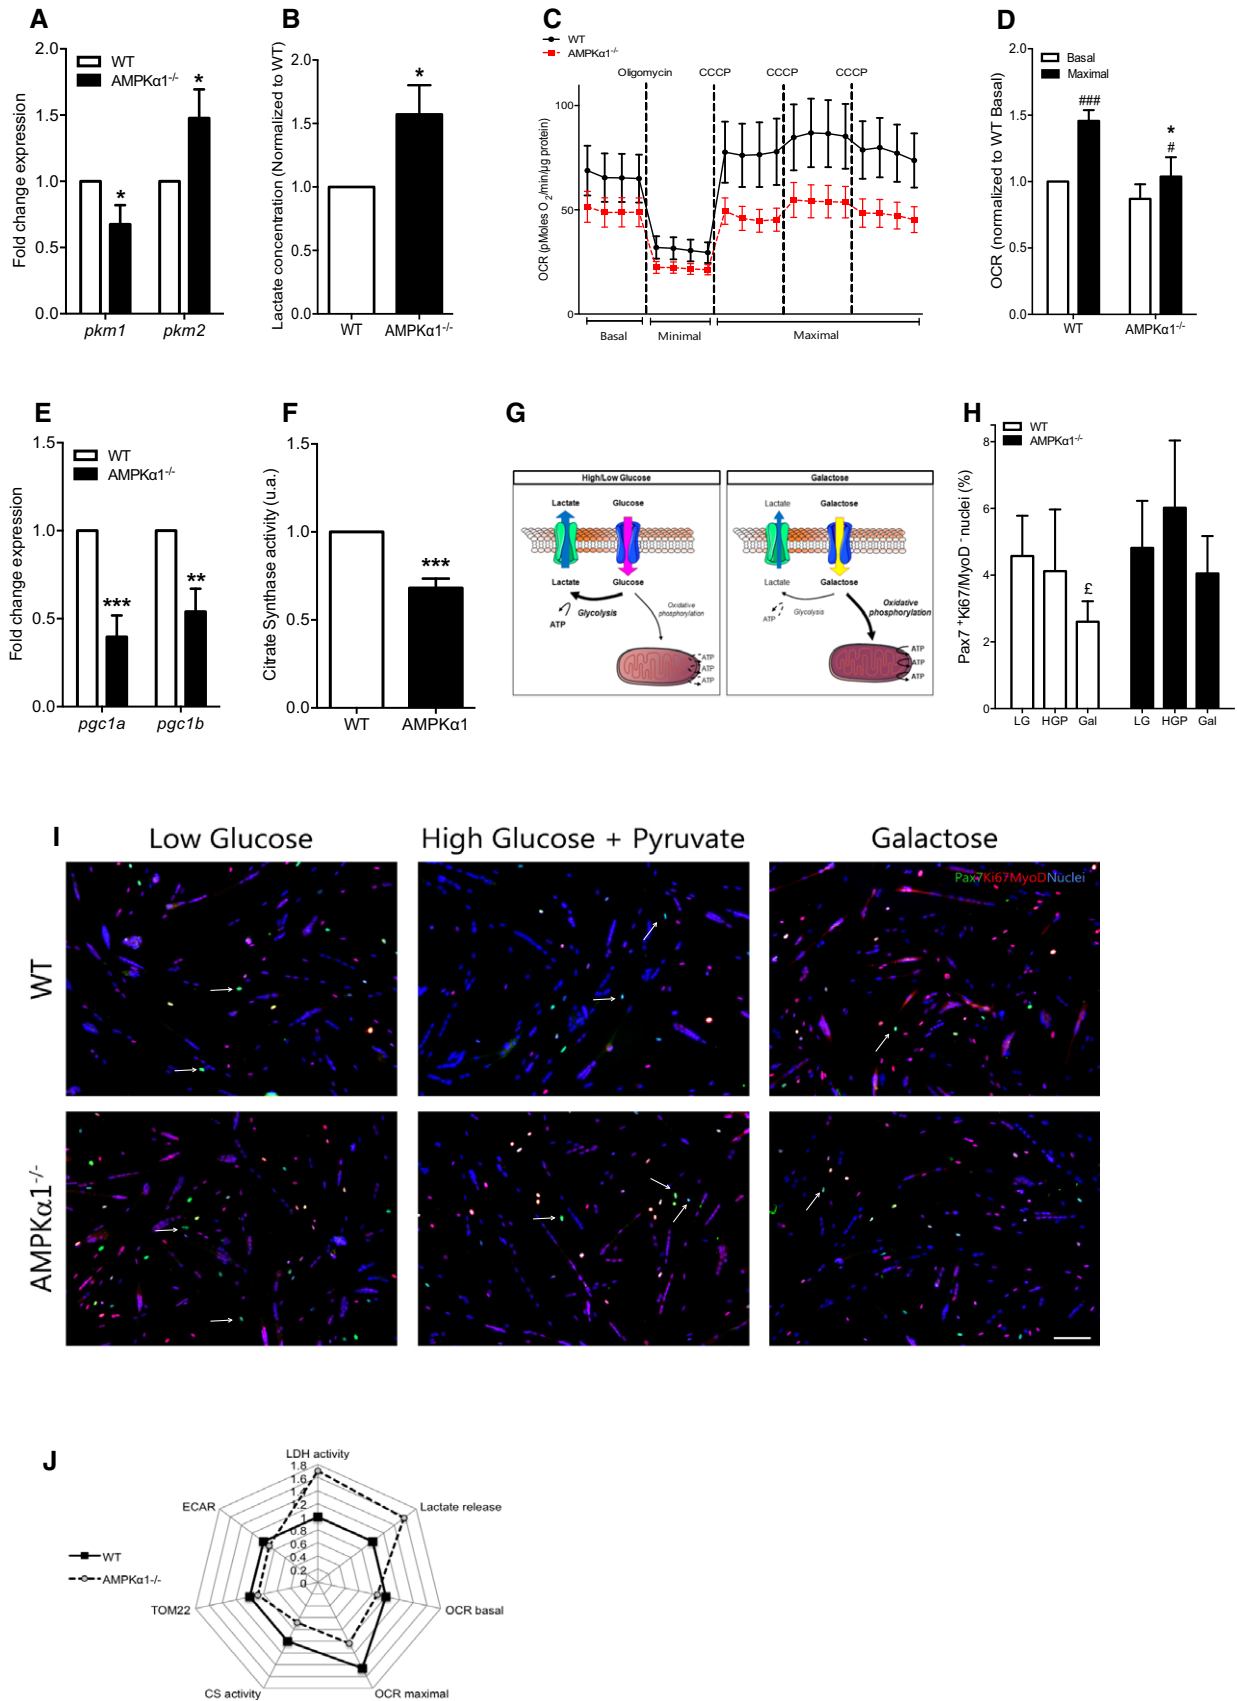 A
2.0
1.5
1.0
0.5
0.0
Fold change expression
WT
AMPKα1-/-
*
*
pkm1
pkm2
B
2.0
1.5
1.0
0.5
0.0
Lactate concentration (Normalized to WT)
*
WT
AMPKα1-/-
C
WT
AMPKα1-/-
Oligomycin
CCCP
CCCP
CCCP
100
50
0
OCR (pMoles O2/min/μg protein)
Basal
Minimal
Maximal
D
2.0
1.5
1.0
0.5
0.0
OCR (normalized to WT Basal)
Basal
Maximal
###
*
#
WT
AMPKα1-/-
E
1.5
1.0
0.5
0.0
Fold change expression
WT
AMPKα1-/-
***
**
pgc1a
pgc1b
F
1.5
1.0
0.5
0.0
Citrate Synthase activity (u.a.)
***
WT
AMPKα1
G
High/Low Glucose
Lactate
Glucose
Lactate
Glucose
Glycolysis
ATP
Oxidative
phosphorylation
ATP
ATP
ATP
Galactose
Lactate
Galactose
Lactate
Galactose
Glycolysis
ATP
Oxidative
phosphorylation
ATP
ATP
ATP
H
WT
AMPKα1-/-
8
6
4
2
0
Pax7+Ki67/MyoD- nuclei (%)
£
LG
HGP
Gal
LG
HGP
Gal
I
Low Glucose
High Glucose + Pyruvate
Galactose
Pax7Ki67MyoDNuclei
WT
AMPKα1-/-
J
LDH activity
Lactate release
OCR basal
OCR maximal
CS activity
TOM22
ECAR
1.8
1.6
1.4
1.2
1
0.8
0.6
0.4
0.2
0
WT
AMPKα1-/-